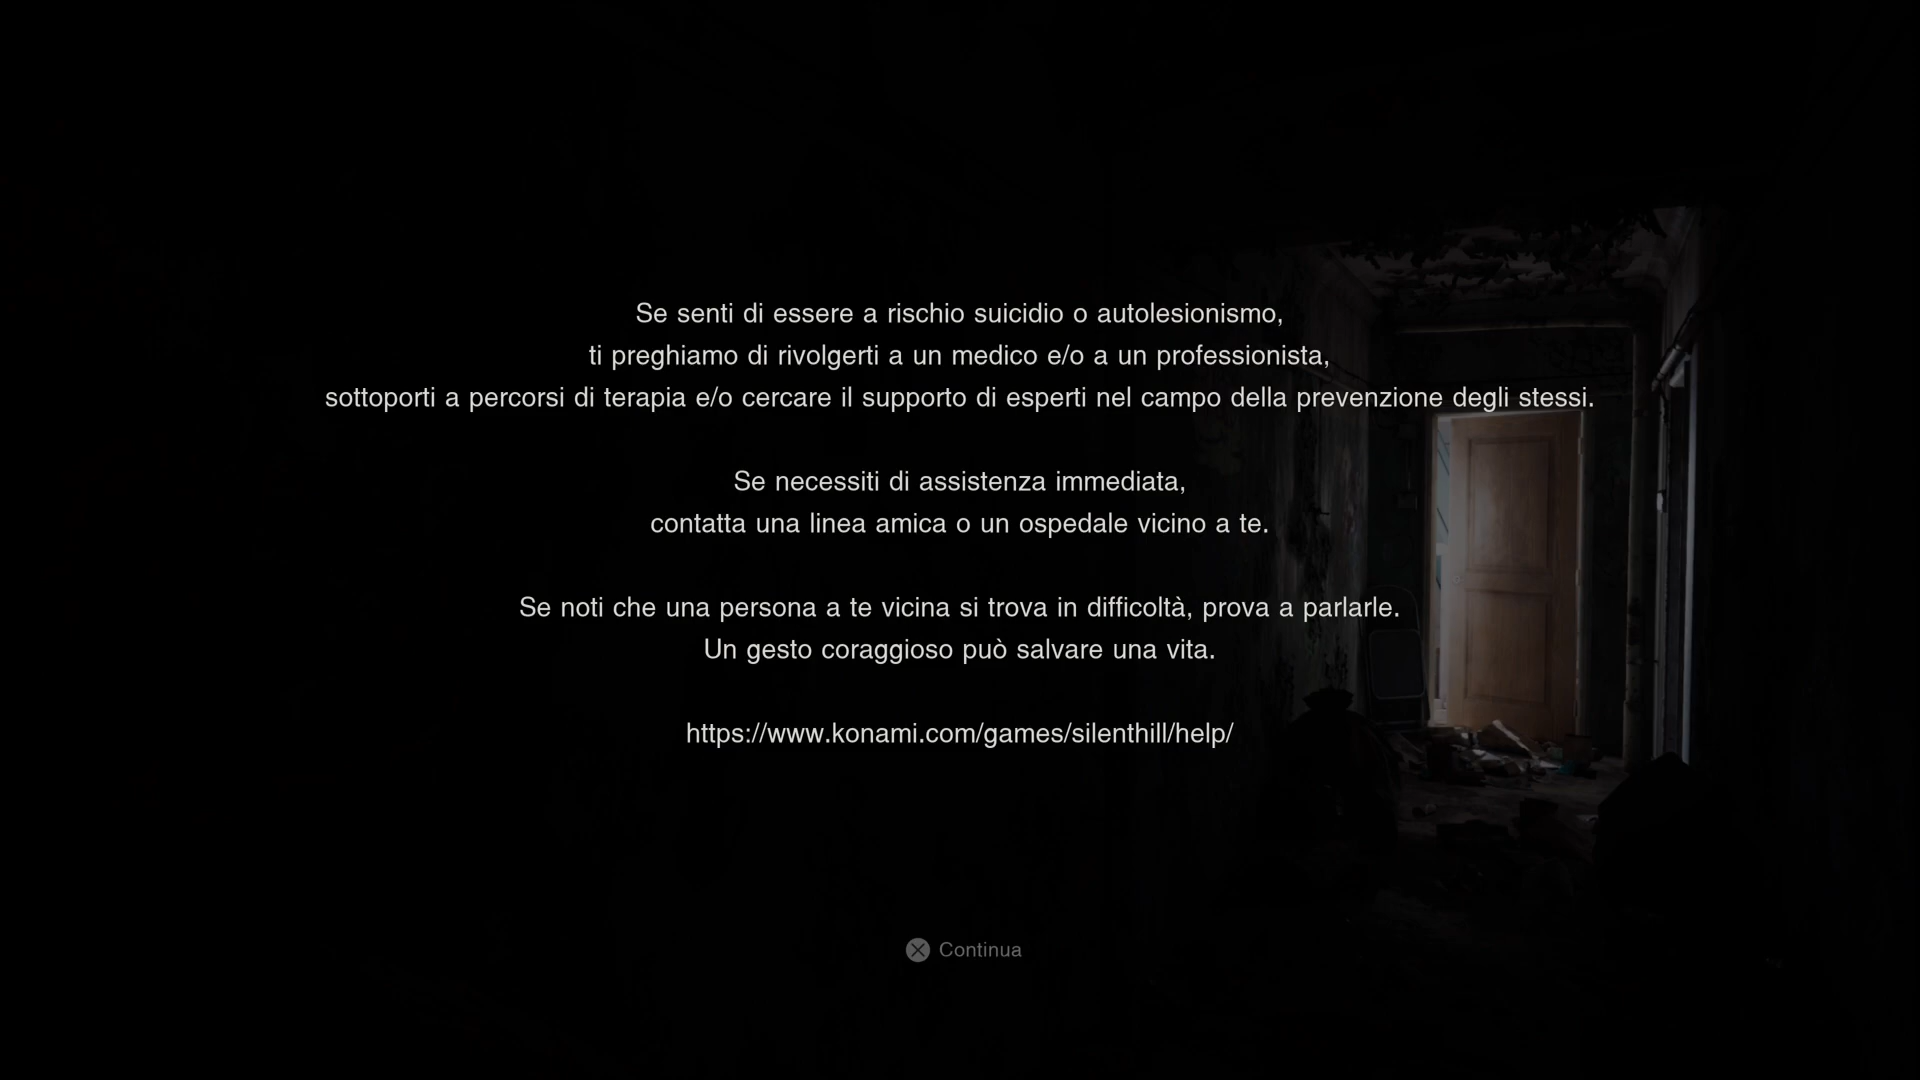 Se senti di essere a rischio suicidio o autolesionismo,
ti preghiamo di rivolgerti a un medico e/o a un professionista,
sottoporti a percorsi di terapia e/o cercare il supporto di esperti nel campo della prevenzione degli stessi.
Se necessiti di assistenza immediata,
contatta una linea amica o un ospedale vicino a te.
Se noti che una persona a te vicina si trova in difficoltà, prova a parlarle.
Un gesto coraggioso può salvare una vita.
https://www.konami.com/games/silenthill/help/
Continua